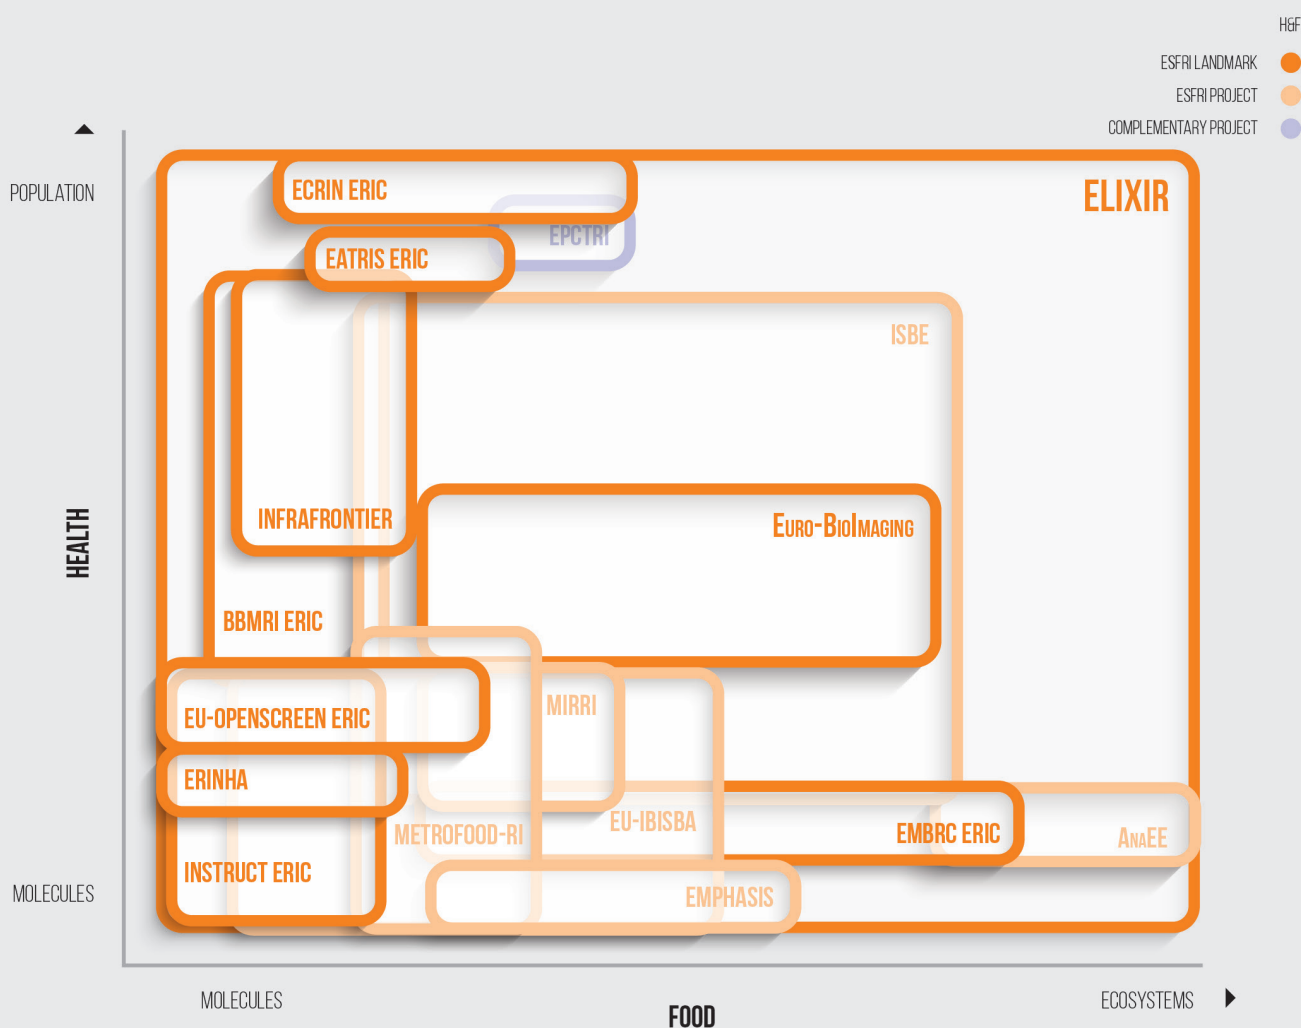 H&F
ESFRI LANDMARK
ESFRI PROJECT
COMPLEMENTARY PROJECT
POPULATION
ECRIN ERIC
ELIXIR
EPCTRI
EATRIS ERIC
ISBE
HEALTH
INFRAFRONTIER
EURO-BIOIMAGING
BBMRI ERIC
MIRRI
EU-OPENSCREEN ERIC
ERINHA
METROFOOD-RI
EU-IBISBA
EMBRC ERIC
ANAEE
INSTRUCT ERIC
MOLECULES
EMPHASIS
MOLECULES
ECOSYSTEMS
FOOD